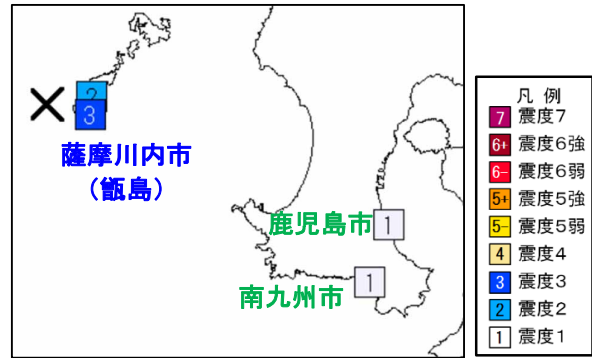 2
3
薩摩川内市
(甑島)
鹿児島市
1
南九州市
1
凡 例
7 震度7
6+ 震度6強
6- 震度6弱
5+ 震度5強
5- 震度5弱
4 震度4
3 震度3
2 震度2
1 震度1